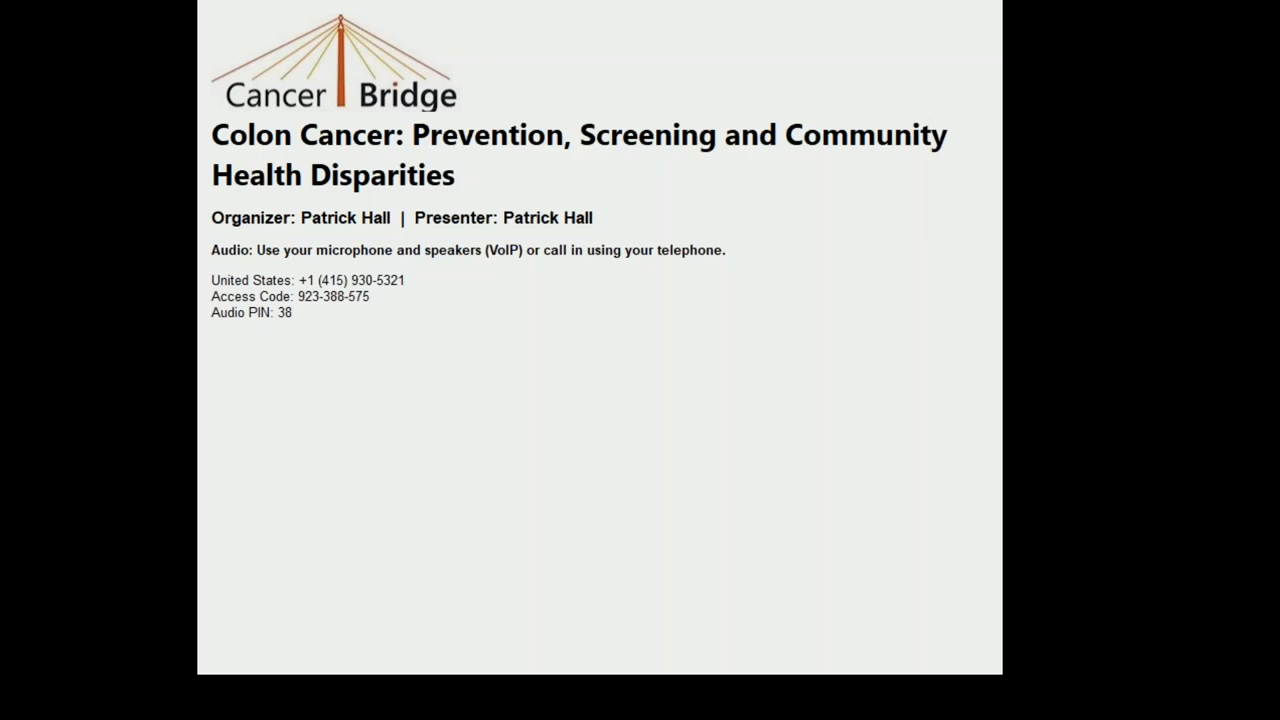 Cancer Bridge
Colon Cancer: Prevention, Screening and Community
Health Disparities
Organizer: Patrick Hall | Presenter: Patrick Hall
Audio: Use your microphone and speakers (VoIP) or call in using your telephone.
United States: +1 (415) 930-5321
Access Code: 923-388-575
Audio PIN: 38